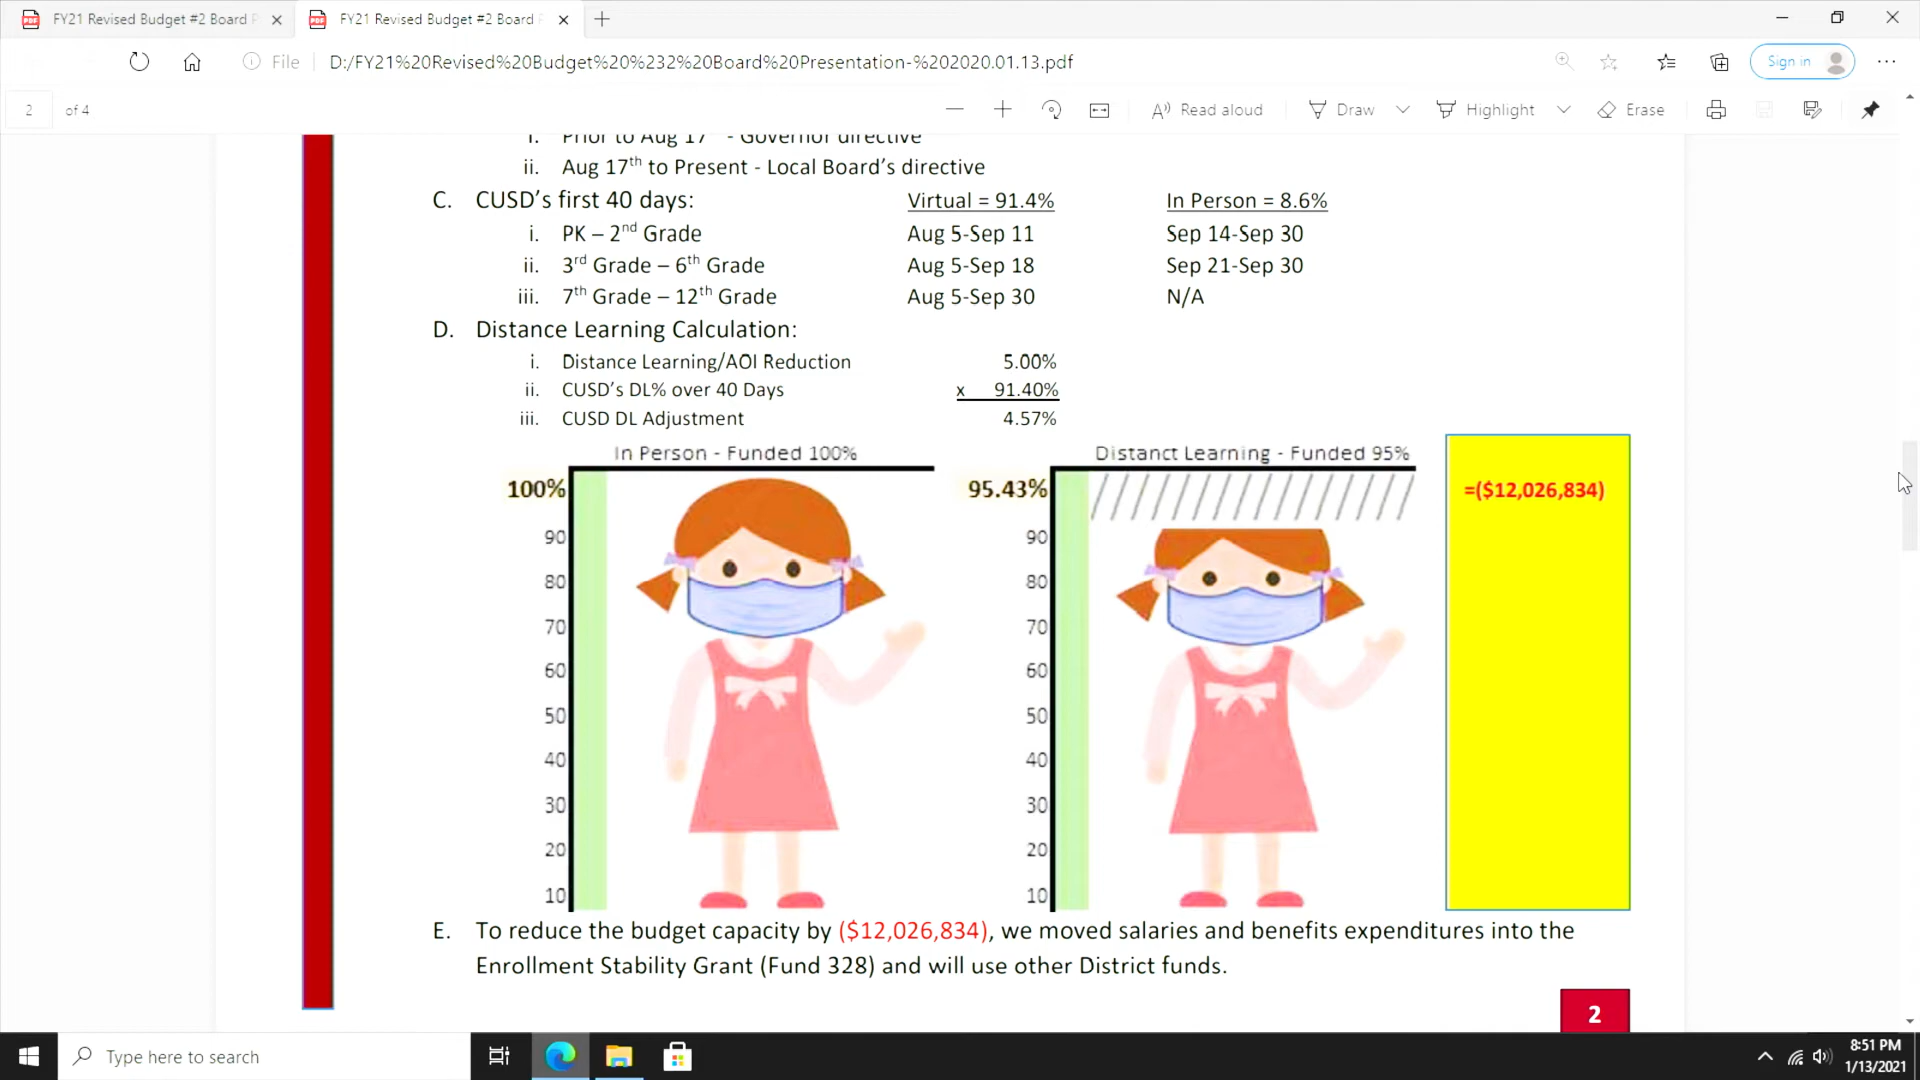 FY21 Revised Budget #2 Board P
FY21 Revised Budget #2 Board
File D:/FY21%20Revised%20Budget%20%232%20Board%20Presentation-%202020.01.13.pdf
Sign in
2 of 4
Read aloud
Draw
Highlight
Erase
i. Prior to Aug 17 - Governor directive
ii. Aug 17th to Present - Local Board's directive
C. CUSD's first 40 days: Virtual = 91.4% In Person = 8.6%
i. PK – 2nd Grade Aug 5-Sep 11 Sep 14-Sep 30
ii. 3rd Grade – 6th Grade Aug 5-Sep 18 Sep 21-Sep 30
iii. 7th Grade – 12th Grade Aug 5-Sep 30 N/A
D. Distance Learning Calculation:
i. Distance Learning/AOI Reduction 5.00%
ii. CUSD's DL% over 40 Days x 91.40%
iii. CUSD DL Adjustment 4.57%
In Person - Funded 100%
100%
90
80
70
60
50
40
30
20
10
Distanct Learning - Funded 95%
95.43%
90
80
70
60
50
40
30
20
10
=($12,026,834)
E. To reduce the budget capacity by ($12,026,834), we moved salaries and benefits expenditures into the
Enrollment Stability Grant (Fund 328) and will use other District funds.
2
Type here to search
8:51 PM
1/13/2021